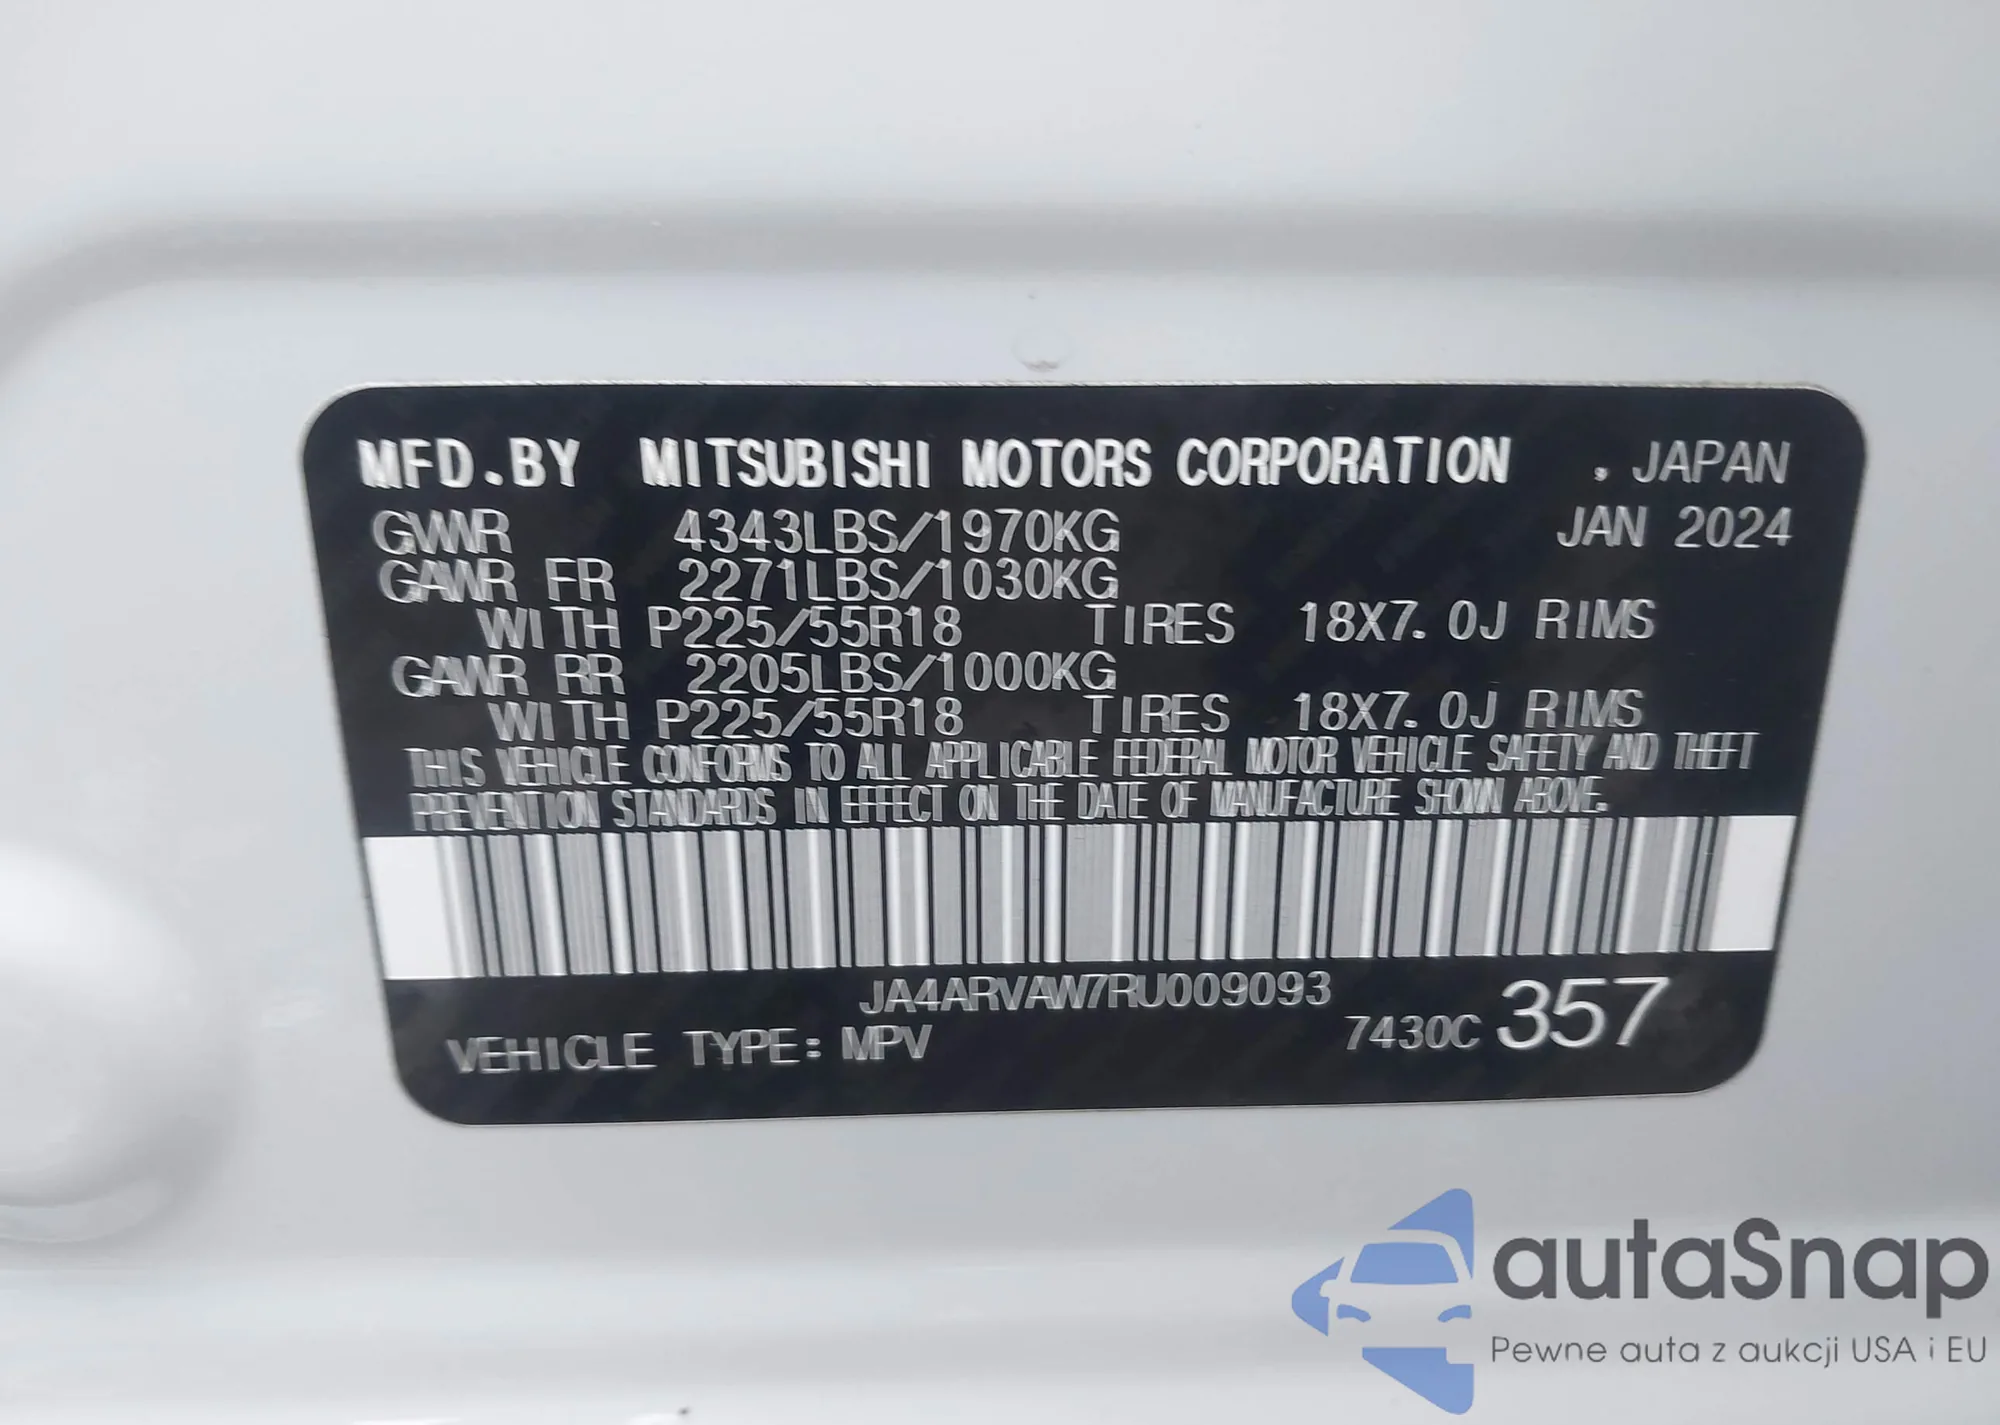 MFD.BY MITSUBISHI MOTORS CORPORATION , JAPAN
GVWR 4343LBS/1970KG JAN 2024
GAWR FR 2271LBS/1030KG
WITH P225/55R18 TIRES 18X7.0J RIMS
GAWR RR 2205LBS/1000KG
WITH P225/55R18 TIRES 18X7.0J RIMS
THIS VEHICLE CONFORMS TO ALL APPLICABLE FEDERAL MOTOR VEHICLE SAFETY AND THEFT
PREVENTION STANDARDS IN EFFECT ON THE DATE OF MANUFACTURE SHOWN ABOVE.
JA4ARVAW7RU009093
VEHICLE TYPE: MPV 7430C 357
autaSnap
Pewne auta z aukcji USA i EU